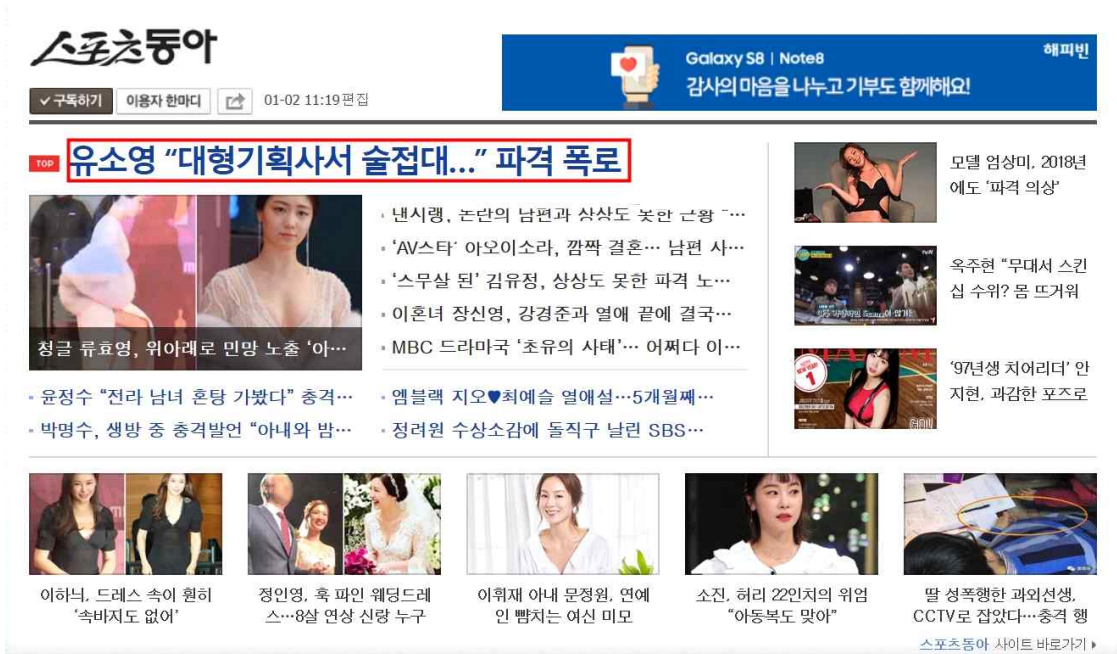 스포츠동아
Galaxy S8 | Note8
해피빈
감사의 마음을 나누고 기부도 함께해요!
구독하기
이용자 한마디
01-02 11:19 편집
TOP
유소영 “대형기획사서 술접대...” 파격 폭로
청글 류효영, 위아래로 민망 노출 ‘아…
· 낸시랭, 논란의 남편과 상상도 못한 근황 “…
· ‘AV스타’ 아오이소라, 깜짝 결혼… 남편 사…
· ‘스무살 된’ 김유정, 상상도 못한 파격 노…
· 이혼녀 장신영, 강경준과 열애 끝에 결국…
· MBC 드라마국 ‘초유의 사태’… 어쩌다 이…
· 윤정수 “전라 남녀 혼탕 가봤다” 충격…
· 박명수, 생방 중 충격발언 “아내와 밤…
· 엠블랙 지오♥최예슬 열애설…5개월째…
· 정려원 수상소감에 돌직구 날린 SBS…
모델 엄상미, 2018년
에도 ‘파격 의상’
tvN
옥주현 “무대서 스킨
십 수위? 몸 뜨거워
1
‘97년생 치어리더’ 안
지현, 과감한 포즈로
이하늬, 드레스 속이 훤히
‘속바지도 없어’
정인영, 훅 파인 웨딩드레
스…8살 연상 신랑 누구
이휘재 아내 문정원, 연예
인 뺨치는 여신 미모
소진, 허리 22인치의 위엄
“아동복도 맞아”
딸 성폭행한 과외선생,
CCTV로 잡았다…충격 행
스포츠동아 사이트 바로가기